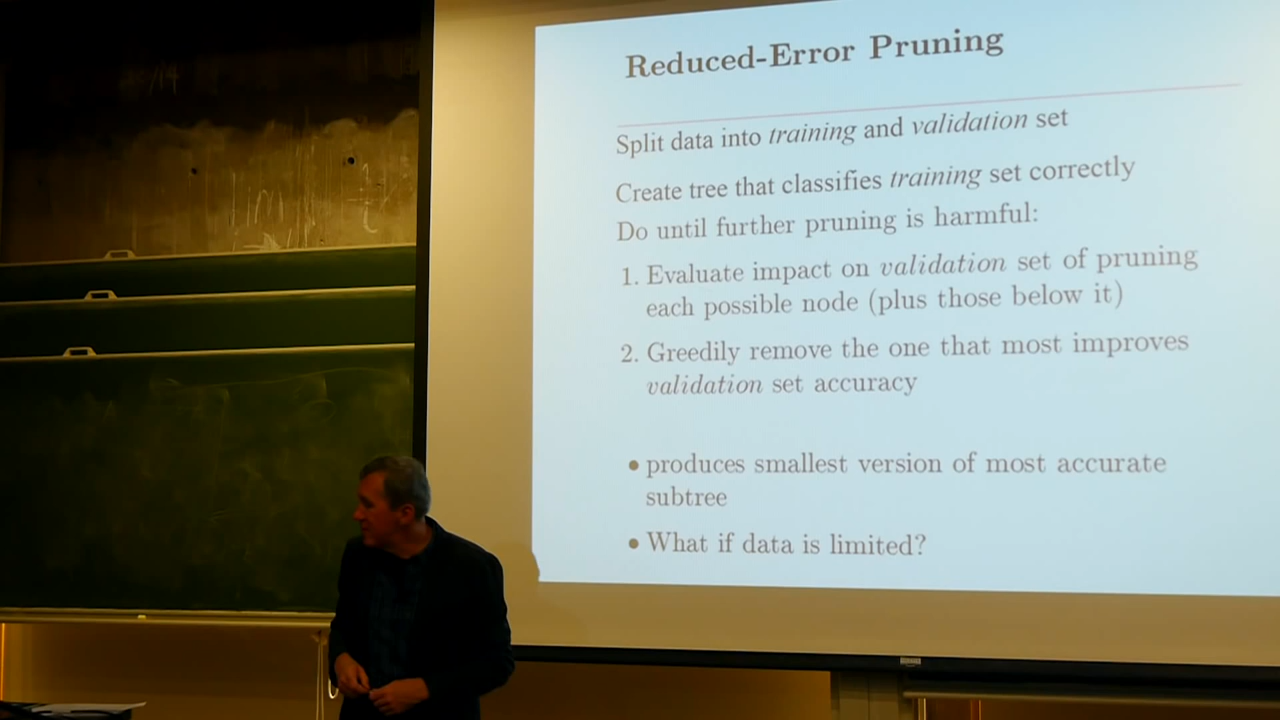 Reduced-Error Pruning
Split data into training and validation set
Create tree that classifies training set correctly
Do until further pruning is harmful:
1. Evaluate impact on validation set of pruning
each possible node (plus those below it)
2. Greedily remove the one that most improves
validation set accuracy
• produces smallest version of most accurate
subtree
• What if data is limited?